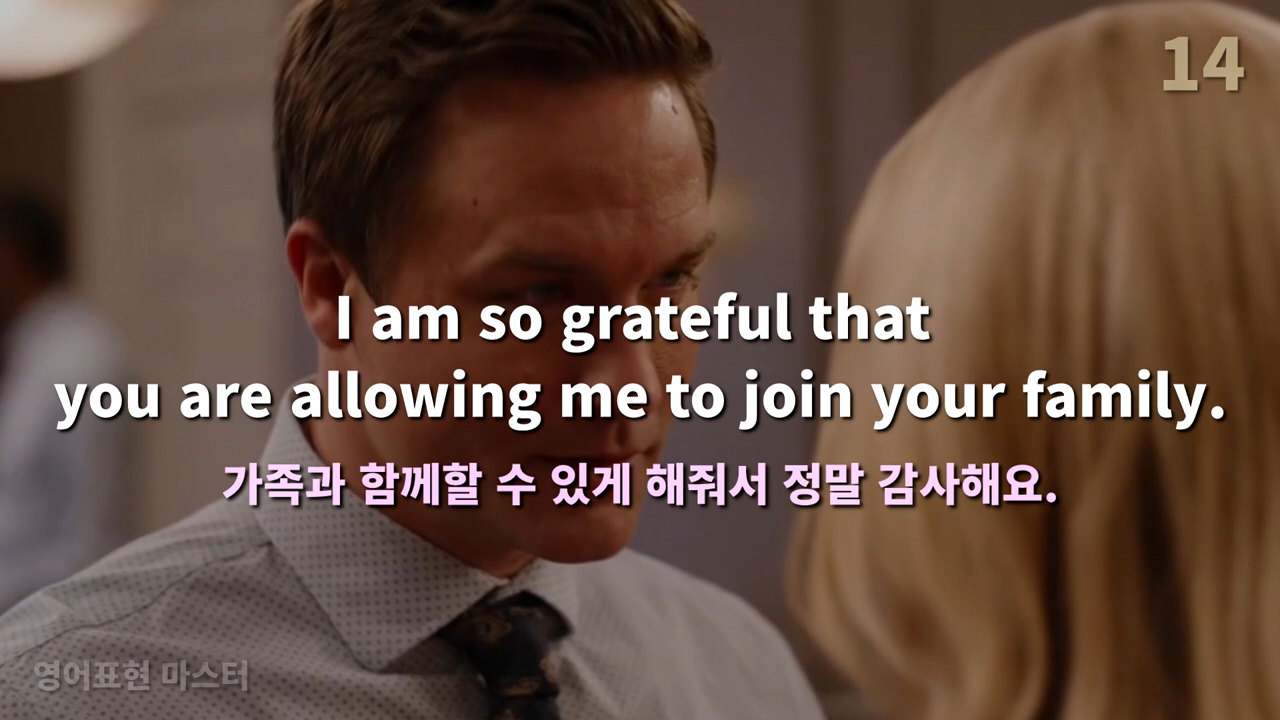 14
I am so grateful that
you are allowing me to join your family.
가족과 함께할 수 있게 해줘서 정말 감사해요.
영어표현 마스터